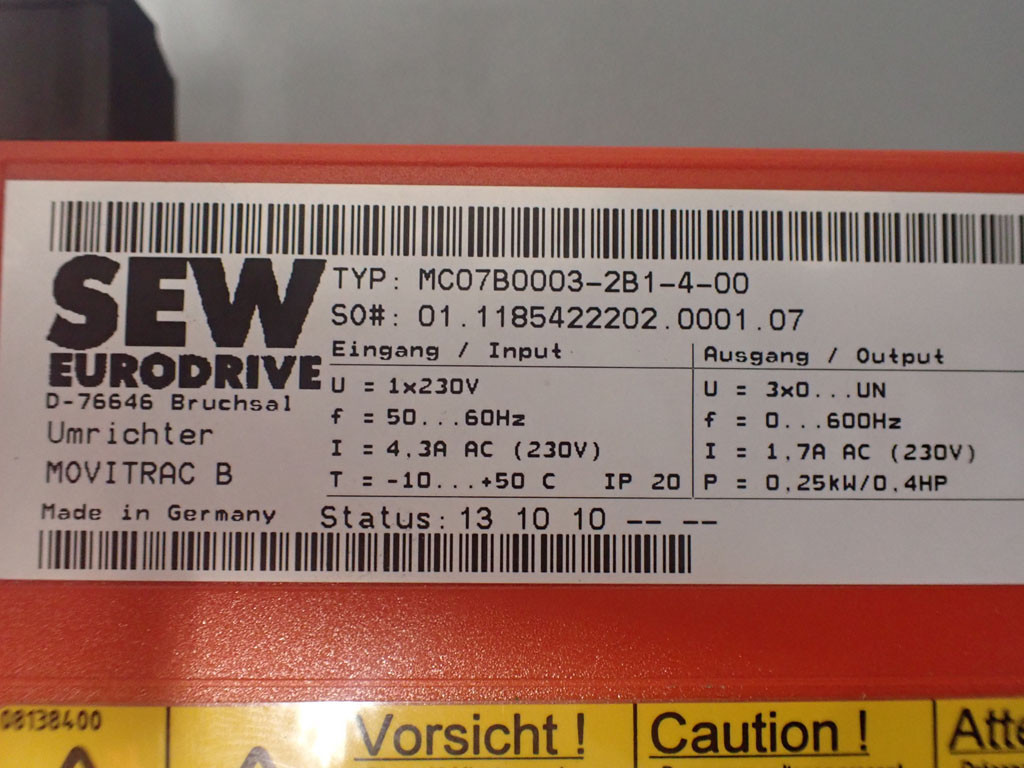 SEW
EURODRIVE
D-76646 Bruchsal
Umrichter
MOVITRAC B
Made in Germany
TYP: MC07B0003-2B1-4-00
SO#: 01.1185422202.0001.07
Eingang / Input
U = 1x230V
f = 50...60Hz
I = 4,3A AC (230V)
T = -10...+50 C IP 20
Ausgang / Output
U = 3x0...UN
f = 0...600Hz
I = 1,7A AC (230V)
P = 0,25kW/0,4HP
Status: 13 10 10 -- --
08138400
Vorsicht !
Caution !